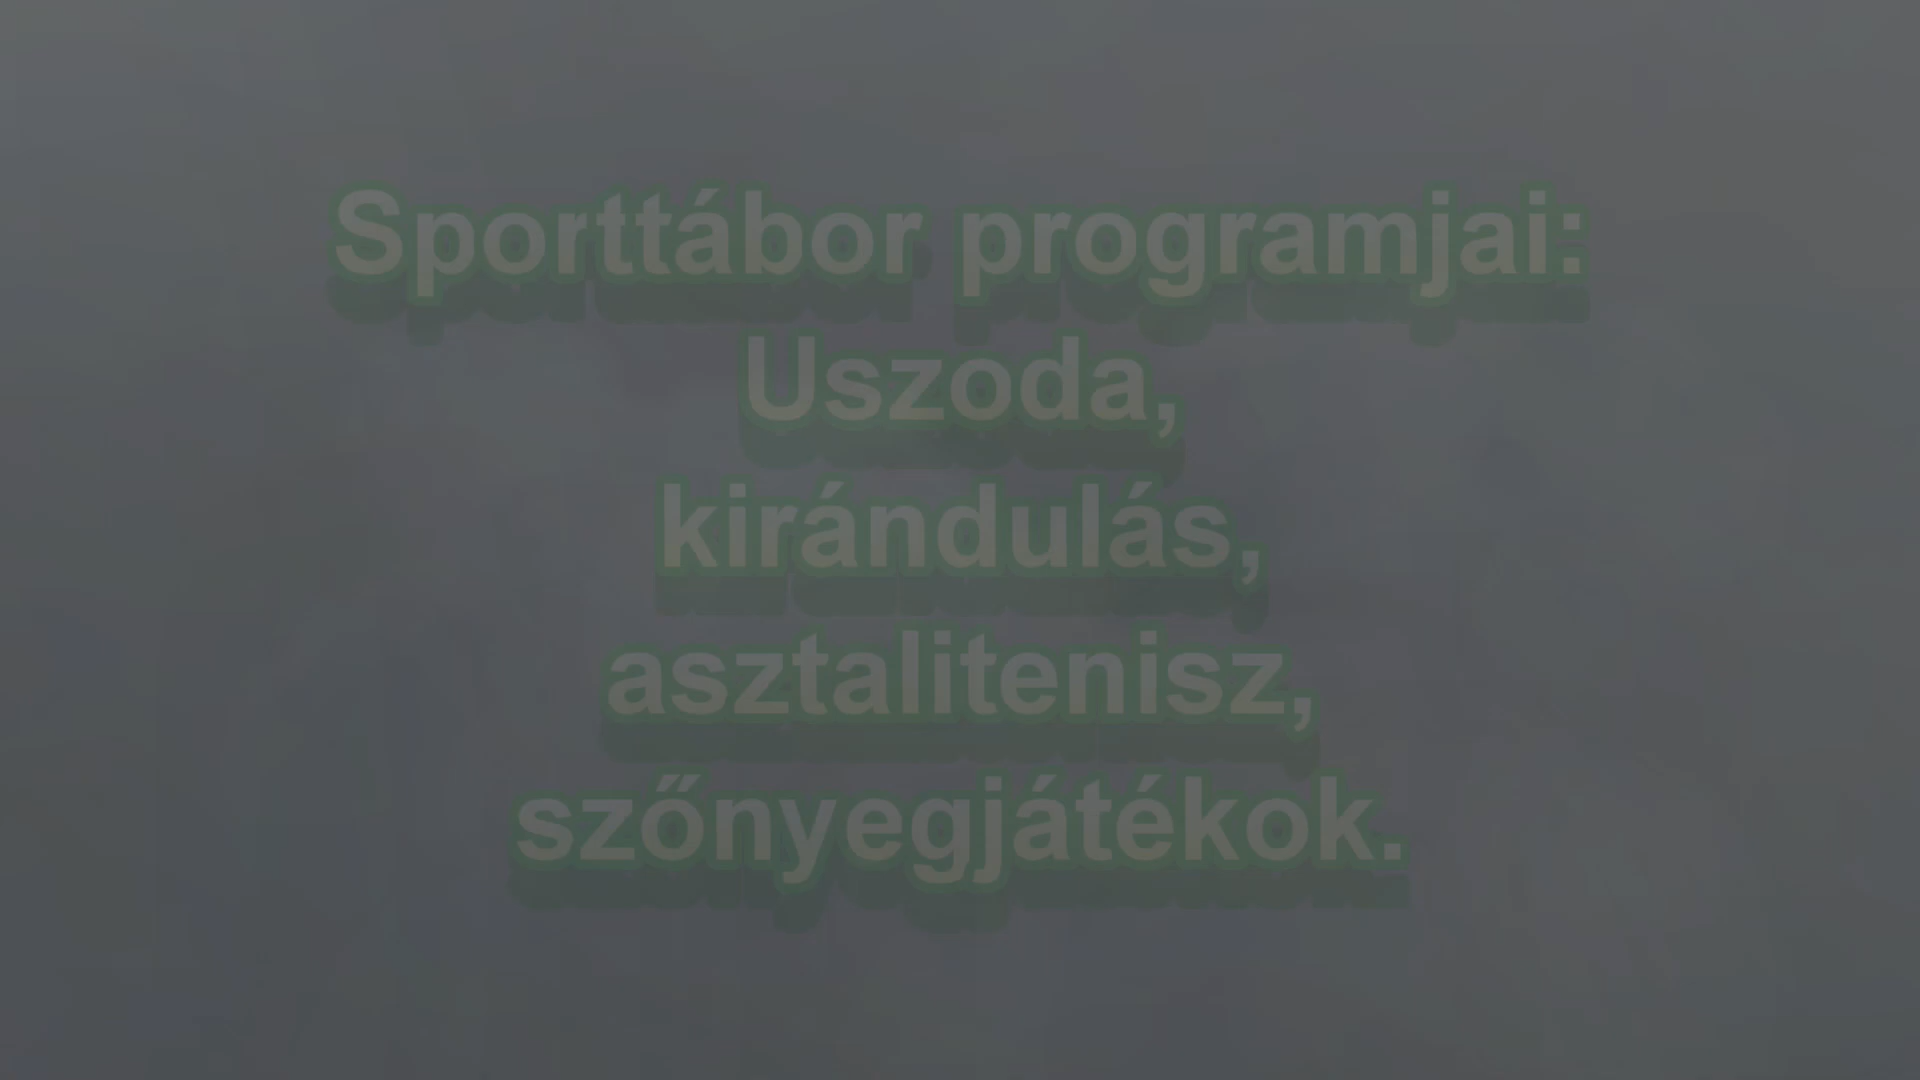 Sporttábor programjai:
Uszoda,
kirándulás,
asztalitenisz,
szőnyegjátékok.